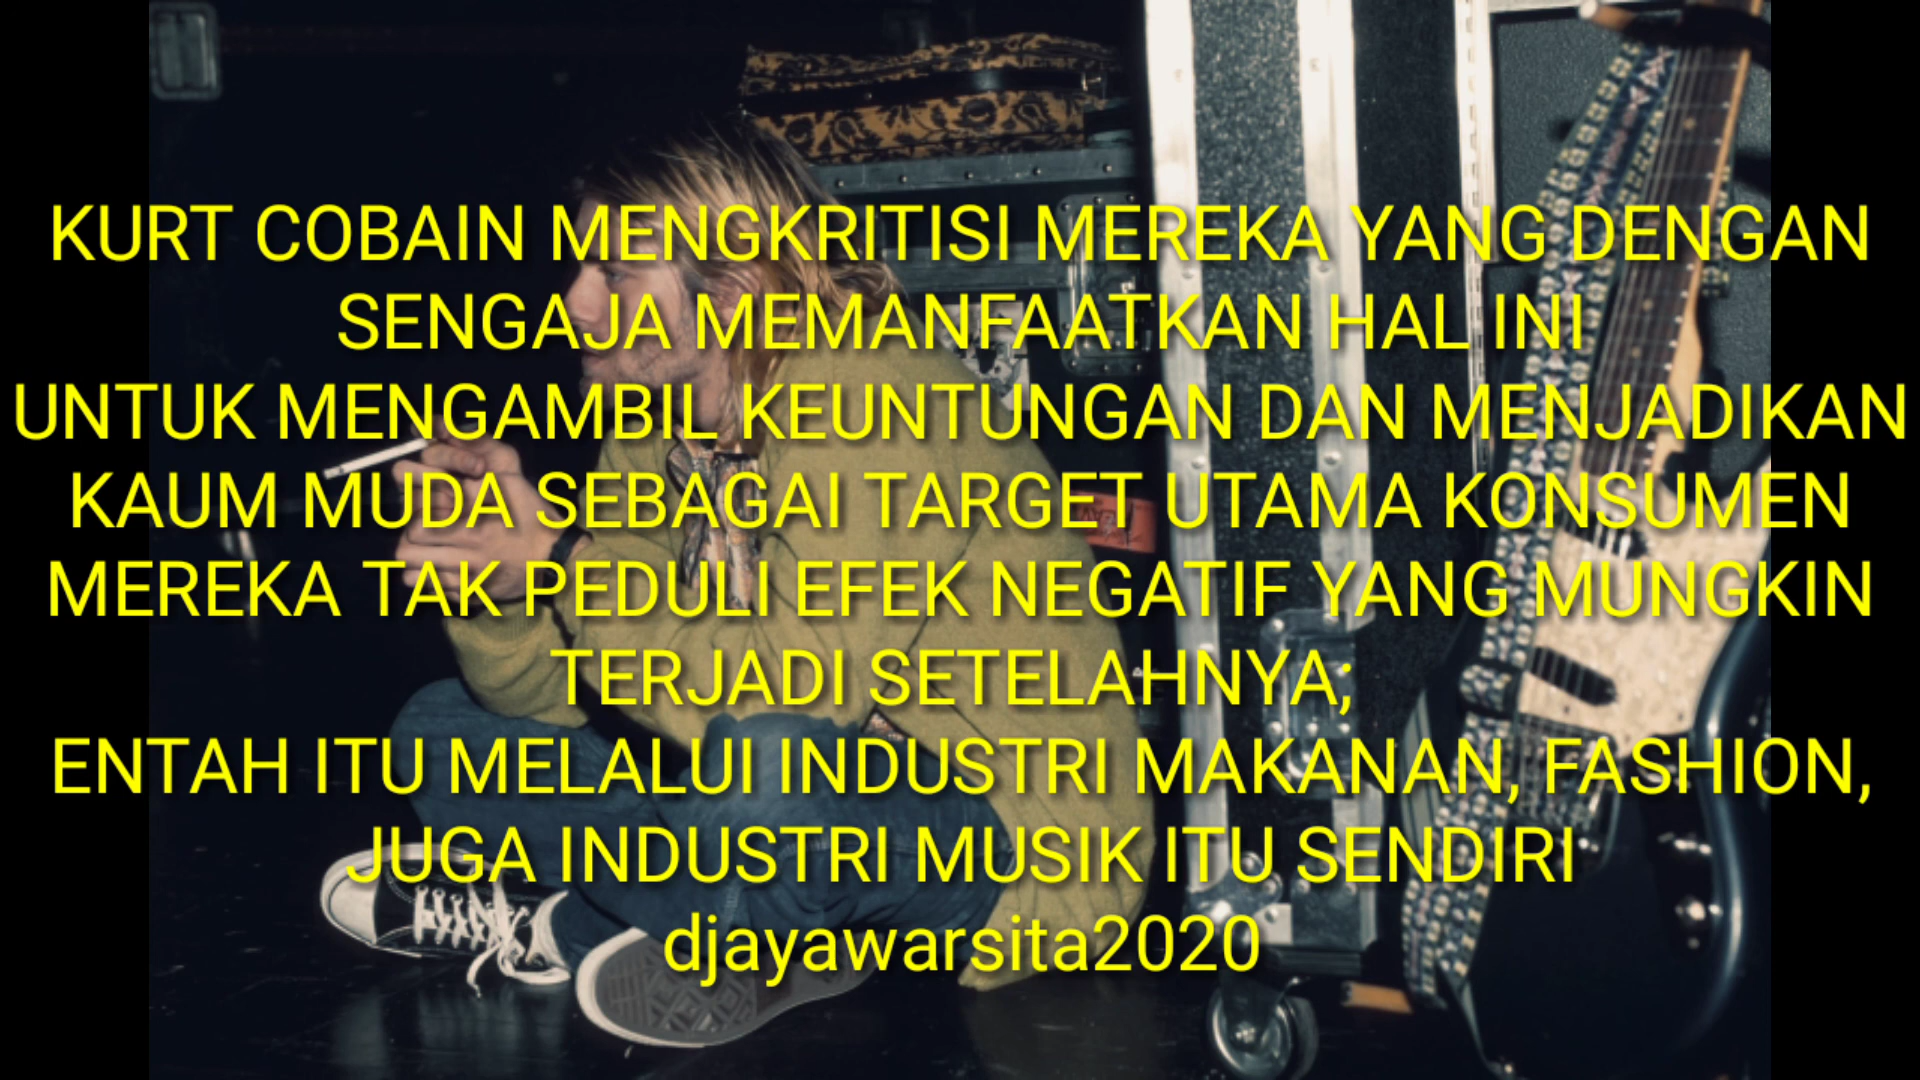 KURT COBAIN MENGKRITISI MEREKA YANG DENGAN
SENGAJA MEMANFAATKAN HAL INI
UNTUK MENGAMBIL KEUNTUNGAN DAN MENJADIKAN
KAUM MUDA SEBAGAI TARGET UTAMA KONSUMEN
MEREKA TAK PEDULI EFEK NEGATIF YANG MUNGKIN
TERJADI SETELAHNYA;
ENTAH ITU MELALUI INDUSTRI MAKANAN, FASHION,
JUGA INDUSTRI MUSIK ITU SENDIRI
djayawarsita2020